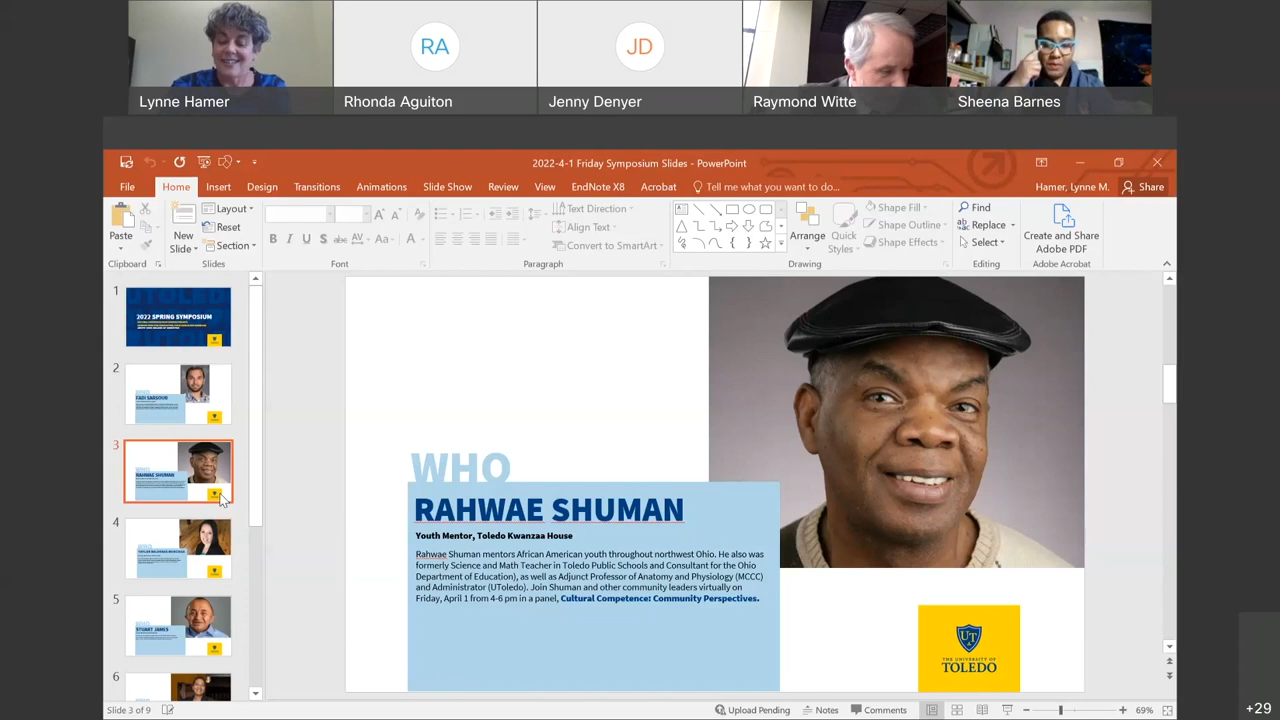 RA
JD
Lynne Hamer
Rhonda Aguiton
Jenny Denyer
Raymond Witte
Sheena Barnes
2022-4-1 Friday Symposium Slides - PowerPoint
File
Home
Insert
Design
Transitions
Animations
Slide Show
Review
View
EndNote X8
Acrobat
Tell me what you want to do...
Hamer, Lynne M.
Share
Paste
New
Slide
Layout
Reset
Section
B I U S abc AV Aa A
Text Direction
Align Text
Convert to SmartArt
Arrange
Quick
Styles
Shape Fill
Shape Outline
Shape Effects
Find
Replace
Select
Create and Share
Adobe PDF
Clipboard
Slides
Font
Paragraph
Drawing
Editing
Adobe Acrobat
1
2022 SPRING SYMPOSIUM
2
FADI SARSOUR
3
RAHWAE SHUMAN
4
5
STUART JAMES
6
WHO
RAHWAE SHUMAN
Youth Mentor, Toledo Kwanzaa House
Rahwae Shuman mentors African American youth throughout northwest Ohio. He also was
formerly Science and Math Teacher in Toledo Public Schools and Consultant for the Ohio
Department of Education), as well as Adjunct Professor of Anatomy and Physiology (MCCC)
and Administrator (UToledo). Join Shuman and other community leaders virtually on
Friday, April 1 from 4-6 pm in a panel, Cultural Competence: Community Perspectives.
UT
THE UNIVERSITY OF
TOLEDO
Slide 3 of 9
Upload Pending
Notes
Comments
69%
+29